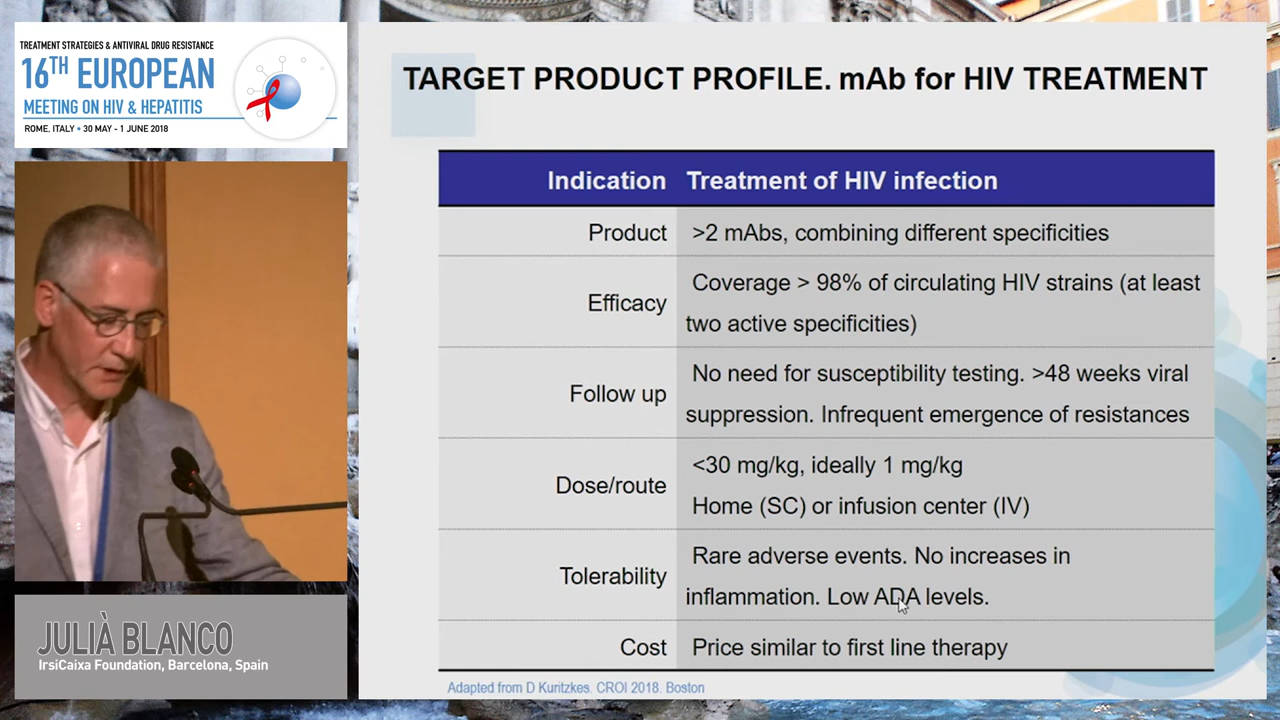 TREATMENT STRATEGIES & ANTIVIRAL DRUG RESISTANCE
16TH EUROPEAN
MEETING ON HIV & HEPATITIS
ROME, ITALY • 30 MAY - 1 JUNE 2018
JULIÀ BLANCO
IrsiCaixa Foundation, Barcelona, Spain
TARGET PRODUCT PROFILE. mAb for HIV TREATMENT
Indication Treatment of HIV infection
Product >2 mAbs, combining different specificities
Efficacy Coverage > 98% of circulating HIV strains (at least
two active specificities)
Follow up No need for susceptibility testing. >48 weeks viral
suppression. Infrequent emergence of resistances
Dose/route <30 mg/kg, ideally 1 mg/kg
Home (SC) or infusion center (IV)
Tolerability Rare adverse events. No increases in
inflammation. Low ADA levels.
Cost Price similar to first line therapy
Adapted from D Kuritzkes. CROI 2018. Boston